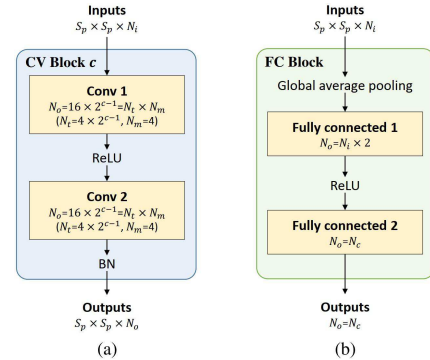 Inputs
S_p × S_p × N_i
CV Block c
Conv 1
N_o=16 × 2^{c-1}=N_t × N_m
(N_t=4 × 2^{c-1}, N_m=4)
ReLU
Conv 2
N_o=16 × 2^{c-1}=N_t × N_m
(N_t=4 × 2^{c-1}, N_m=4)
BN
Outputs
S_p × S_p × N_o
(a)
Inputs
S_p × S_p × N_i
FC Block
Global average pooling
Fully connected 1
N_o=N_i × 2
ReLU
Fully connected 2
N_o=N_c
Outputs
N_o=N_c
(b)